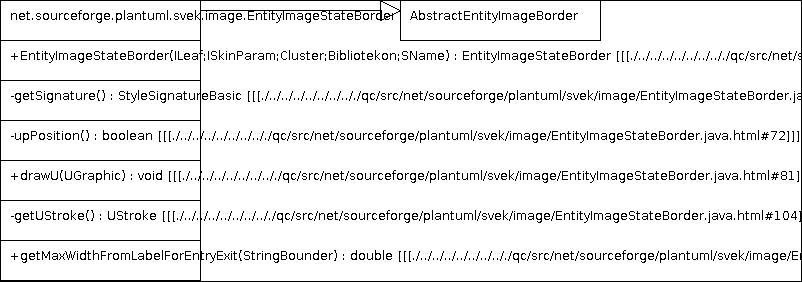 net.sourceforge.plantuml.svek.image.EntityImageStateBorder
AbstractEntityImageBorder
+EntityImageStateBorder(ILeaf;ISkinParam;Cluster;Bibliotekon;SName) : EntityImageStateBorder [[[./../../../../../../../../qc/src/net/s
-getSignature() : StyleSignatureBasic [[[./../../../../../../../../qc/src/net/sourceforge/plantuml/svek/image/EntityImageStateBorder.ja
-upPosition() : boolean [[[./../../../../../../../../qc/src/net/sourceforge/plantuml/svek/image/EntityImageStateBorder.java.html#72]]]
+drawU(UGraphic) : void [[[./../../../../../../../../qc/src/net/sourceforge/plantuml/svek/image/EntityImageStateBorder.java.html#81]
-getUStroke() : UStroke [[[./../../../../../../../../qc/src/net/sourceforge/plantuml/svek/image/EntityImageStateBorder.java.html#104]
+getMaxWidthFromLabelForEntryExit(StringBounder) : double [[[./../../../../../../../../qc/src/net/sourceforge/plantuml/svek/image/En